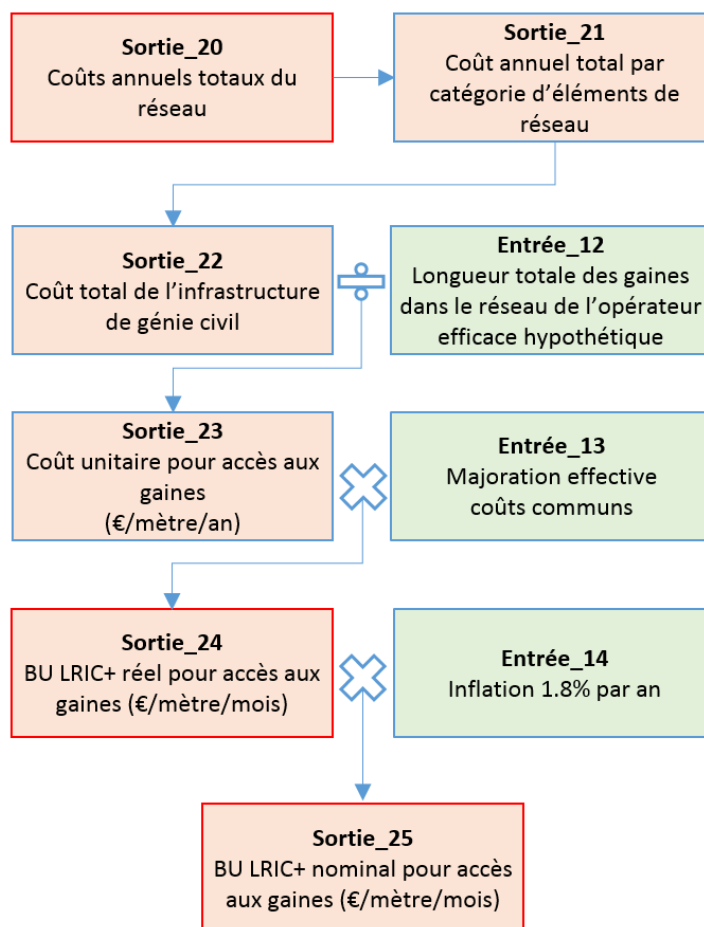 Sortie_20
Coûts annuels totaux du
réseau
Sortie_21
Coût annuel total par
catégorie d’éléments de
réseau
Sortie_22
Coût total de l’infrastructure
de génie civil
Entrée_12
Longueur totale des gaines
dans le réseau de l’opérateur
efficace hypothétique
Sortie_23
Coût unitaire pour accès aux
gaines
(€/mètre/an)
Entrée_13
Majoration effective
coûts communs
Sortie_24
BU LRIC+ réel pour accès aux
gaines (€/mètre/mois)
Entrée_14
Inflation 1.8% par an
Sortie_25
BU LRIC+ nominal pour accès
aux gaines (€/mètre/mois)